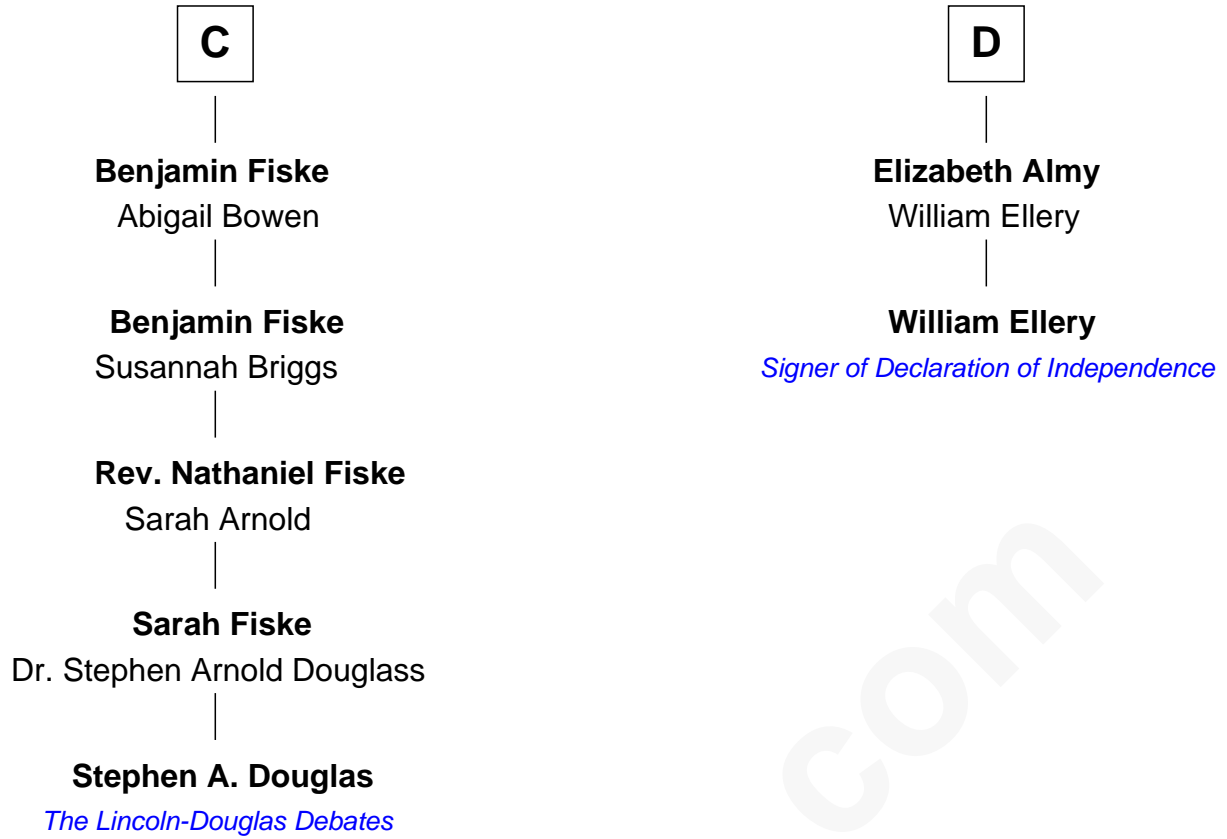 C
Benjamin Fiske
Abigail Bowen
Benjamin Fiske
Susannah Briggs
Rev. Nathaniel Fiske
Sarah Arnold
Sarah Fiske
Dr. Stephen Arnold Douglass
Stephen A. Douglas
The Lincoln-Douglas Debates
D
Elizabeth Almy
William Ellery
William Ellery
Signer of Declaration of Independence
com